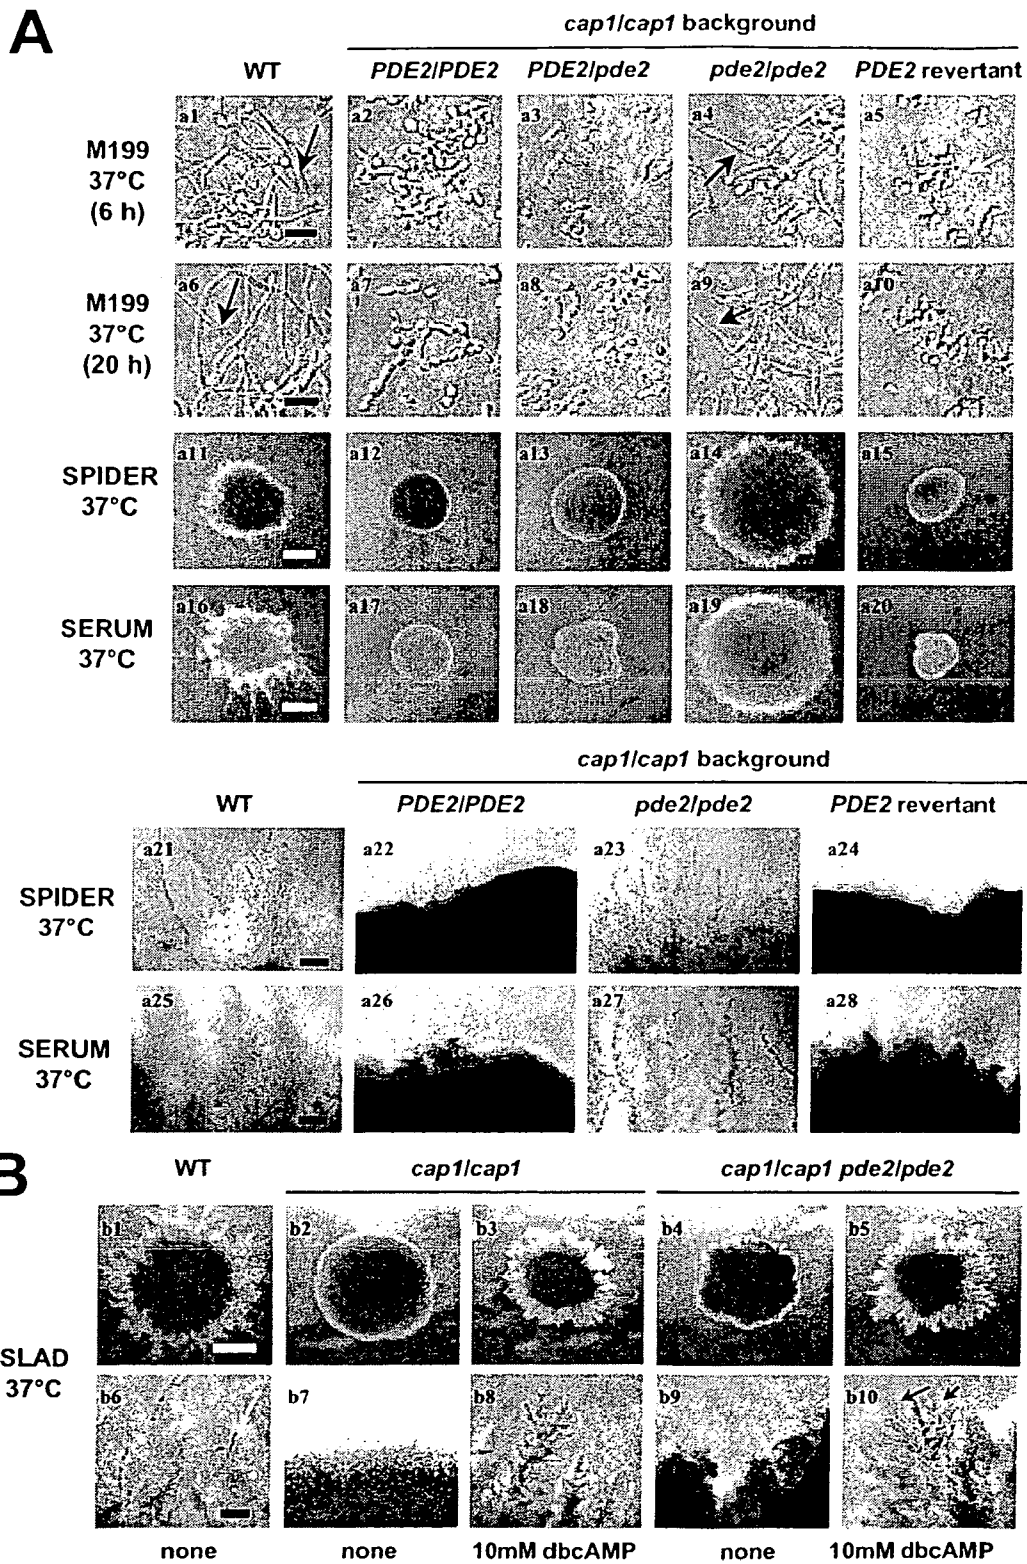 A
cap1/cap1 background
WT PDE2/PDE2 PDE2/pde2 pde2/pde2 PDE2 revertant
M199
37°C
(6 h)
a1 a2 a3 a4 a5
M199
37°C
(20 h)
a6 a7 a8 a9 a10
SPIDER
37°C
a11 a12 a13 a14 a15
SERUM
37°C
a16 a17 a18 a19 a20
cap1/cap1 background
WT PDE2/PDE2 pde2/pde2 PDE2 revertant
SPIDER
37°C
a21 a22 a23 a24
SERUM
37°C
a25 a26 a27 a28
B
WT cap1/cap1 cap1/cap1 pde2/pde2
SLAD
37°C
b1 b2 b3 b4 b5
b6 b7 b8 b9 b10
none none 10mM dbcAMP none 10mM dbcAMP